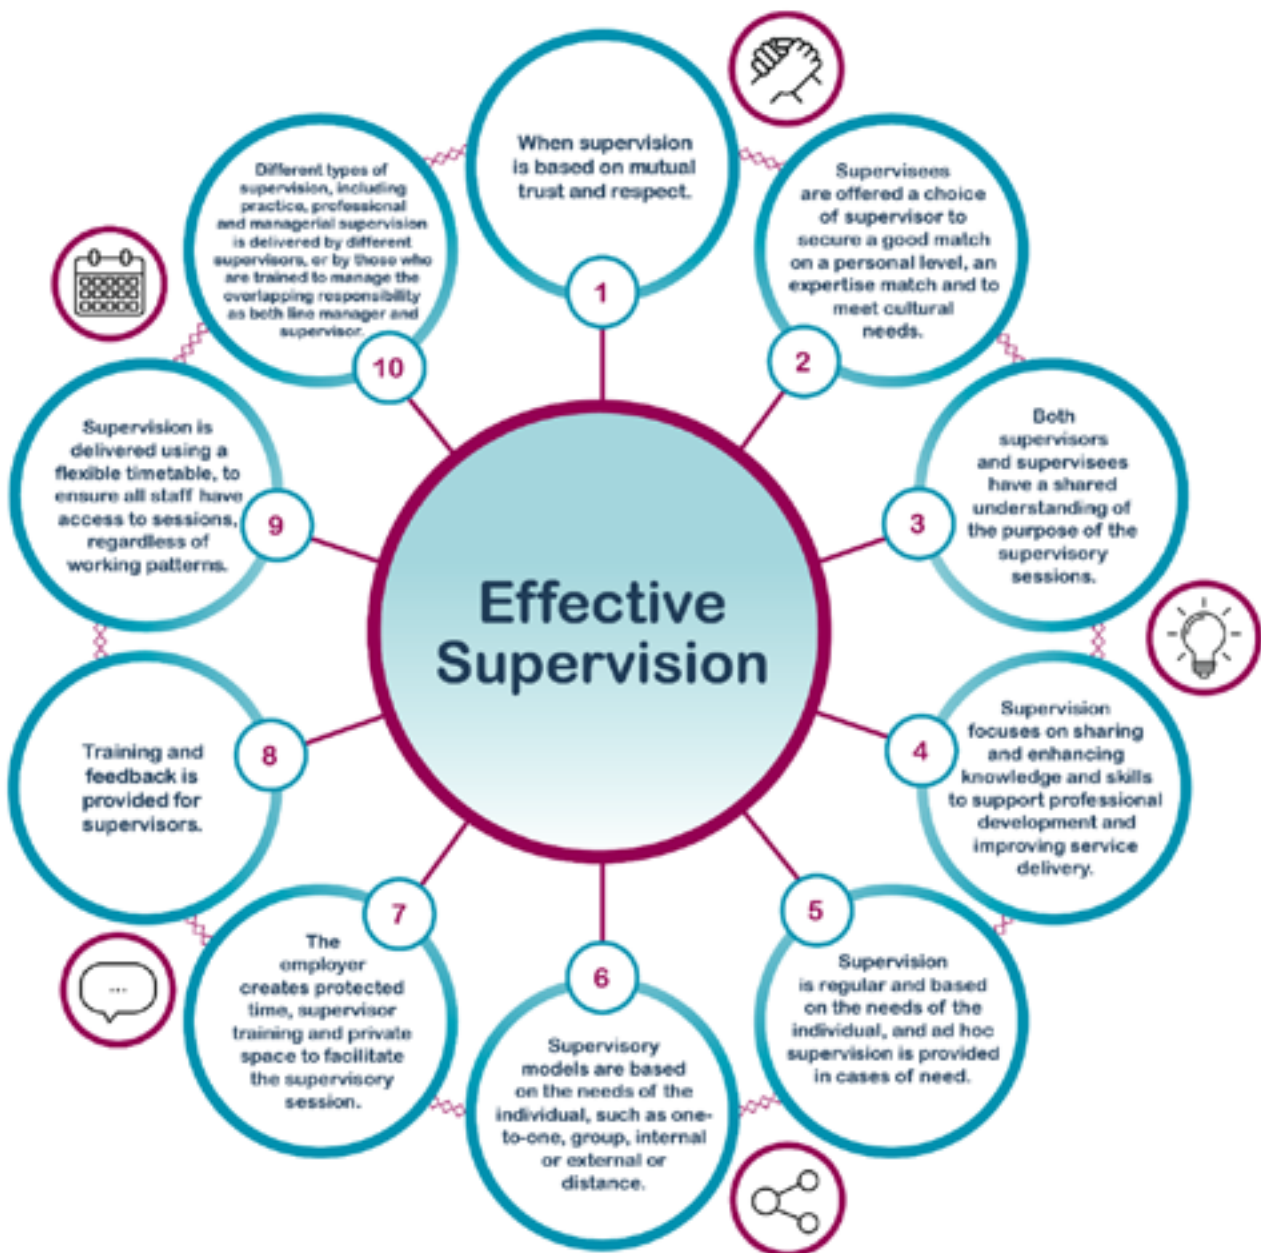 Effective
Supervision
1
When supervision
is based on mutual
trust and respect.
2
Supervisees
are offered a choice
of supervisor to
secure a good match
on a personal level, an
expertise match and to
meet cultural
needs.
3
Both
supervisors
and supervisees
have a shared
understanding of
the purpose of the
supervisory
sessions.
4
Supervision
focuses on sharing
and enhancing
knowledge and skills
to support professional
development and
improving service
delivery.
5
Supervision
is regular and based
on the needs of the
individual, and ad hoc
supervision is provided
in cases of need.
6
Supervisory
models are based
on the needs of the
individual, such as one-
to-one, group, internal
or external or
distance.
7
The
employer
creates protected
time, supervisor
training and private
space to facilitate
the supervisory
session.
8
Training and
feedback is
provided for
supervisors.
9
Supervision is
delivered using a
flexible timetable, to
ensure all staff have
access to sessions,
regardless of
working patterns.
10
Different types of
supervision, including
practice, professional
and managerial supervision
is delivered by different
supervisors, or by those who
are trained to manage the
overlapping responsibility
as both line manager and
supervisor.
...